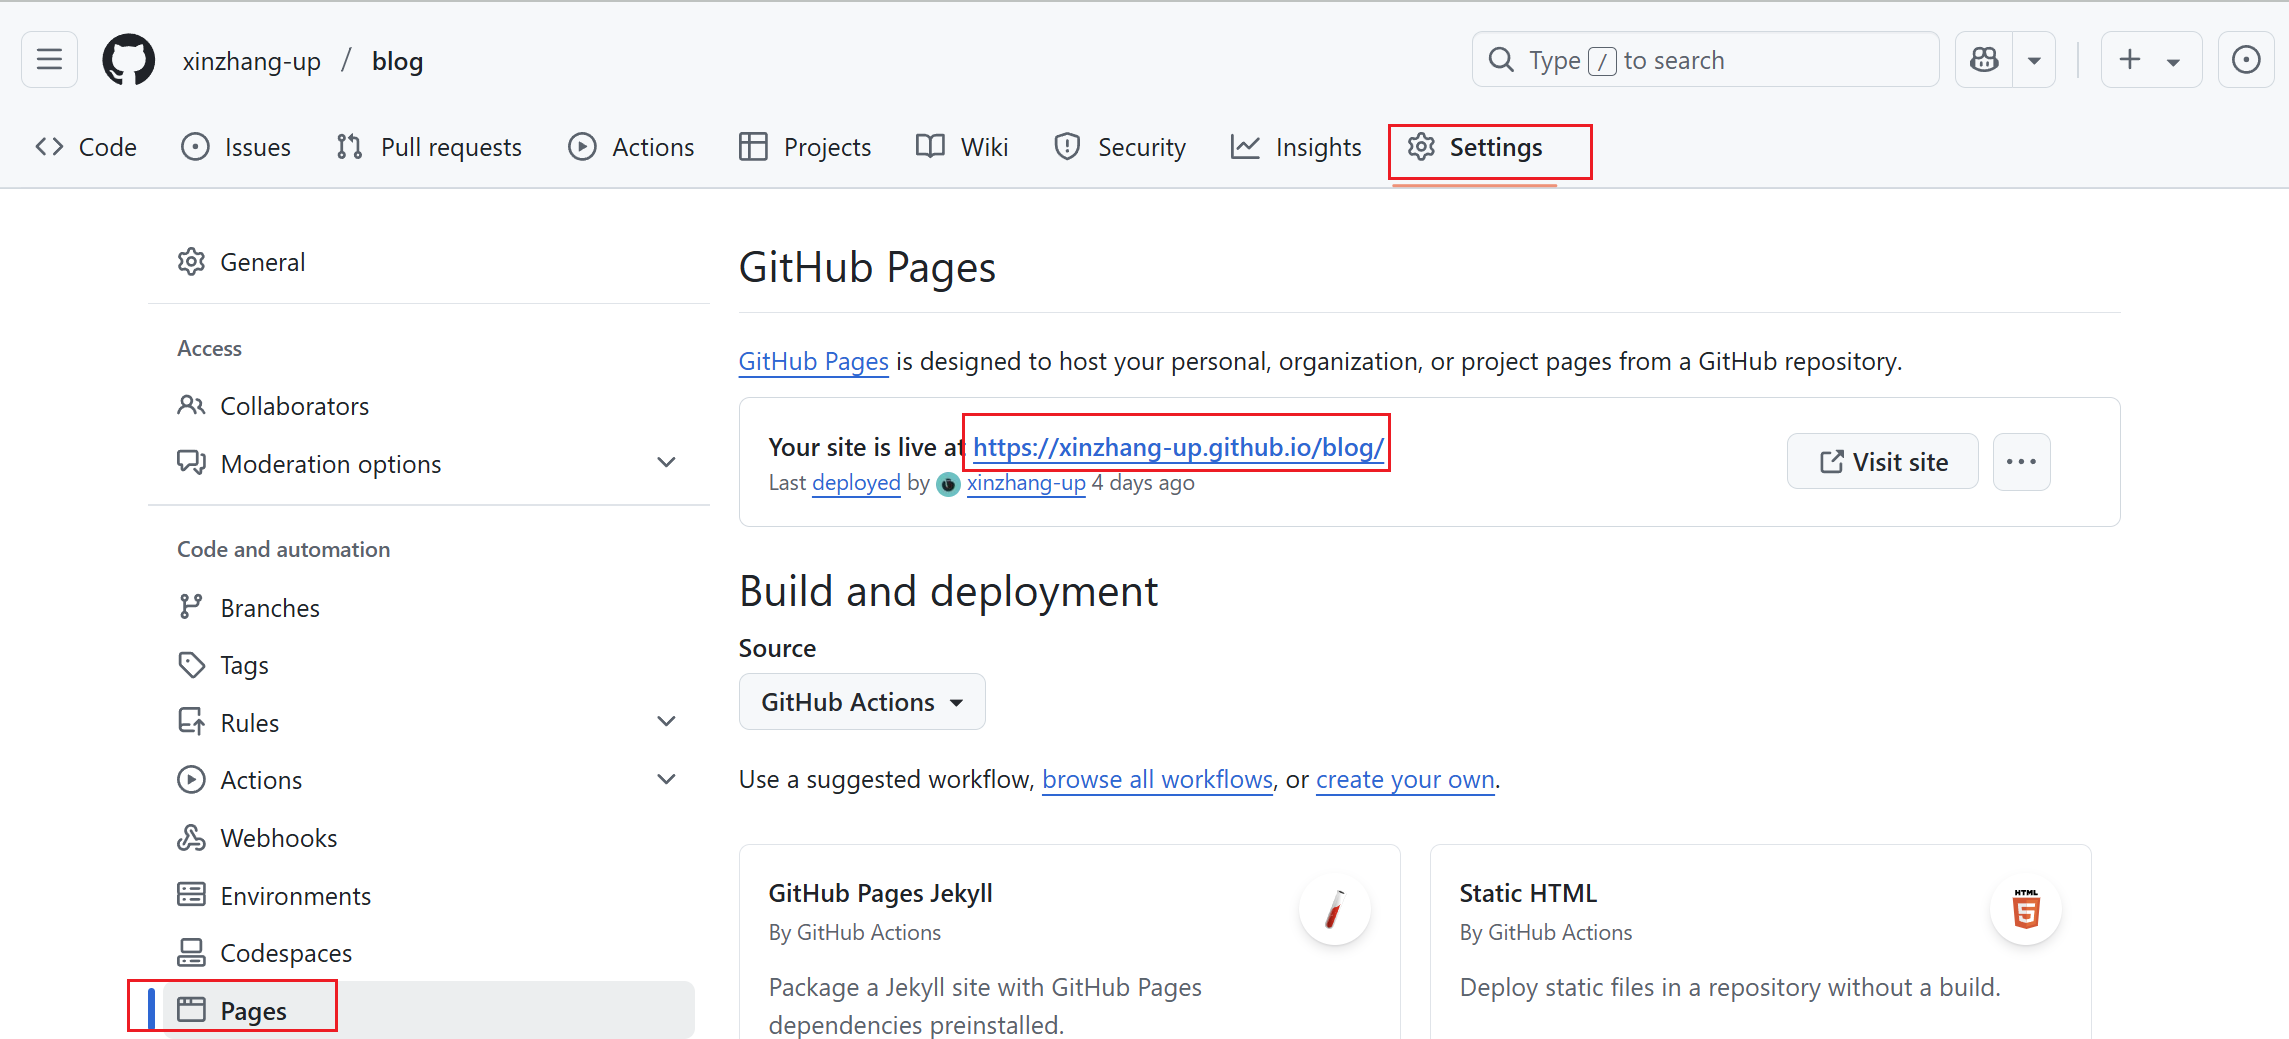 xinzhang-up / blog
Type / to search
Code Issues Pull requests Actions Projects Wiki Security Insights Settings
General
Access
Collaborators
Moderation options
Code and automation
Branches
Tags
Rules
Actions
Webhooks
Environments
Codespaces
Pages
GitHub Pages
GitHub Pages is designed to host your personal, organization, or project pages from a GitHub repository.
Your site is live at https://xinzhang-up.github.io/blog/
Last deployed by xinzhang-up 4 days ago
Visit site
Build and deployment
Source
GitHub Actions
Use a suggested workflow, browse all workflows, or create your own.
GitHub Pages Jekyll
By GitHub Actions
Package a Jekyll site with GitHub Pages
dependencies preinstalled.
Static HTML
By GitHub Actions
Deploy static files in a repository without a build.
HTML
5